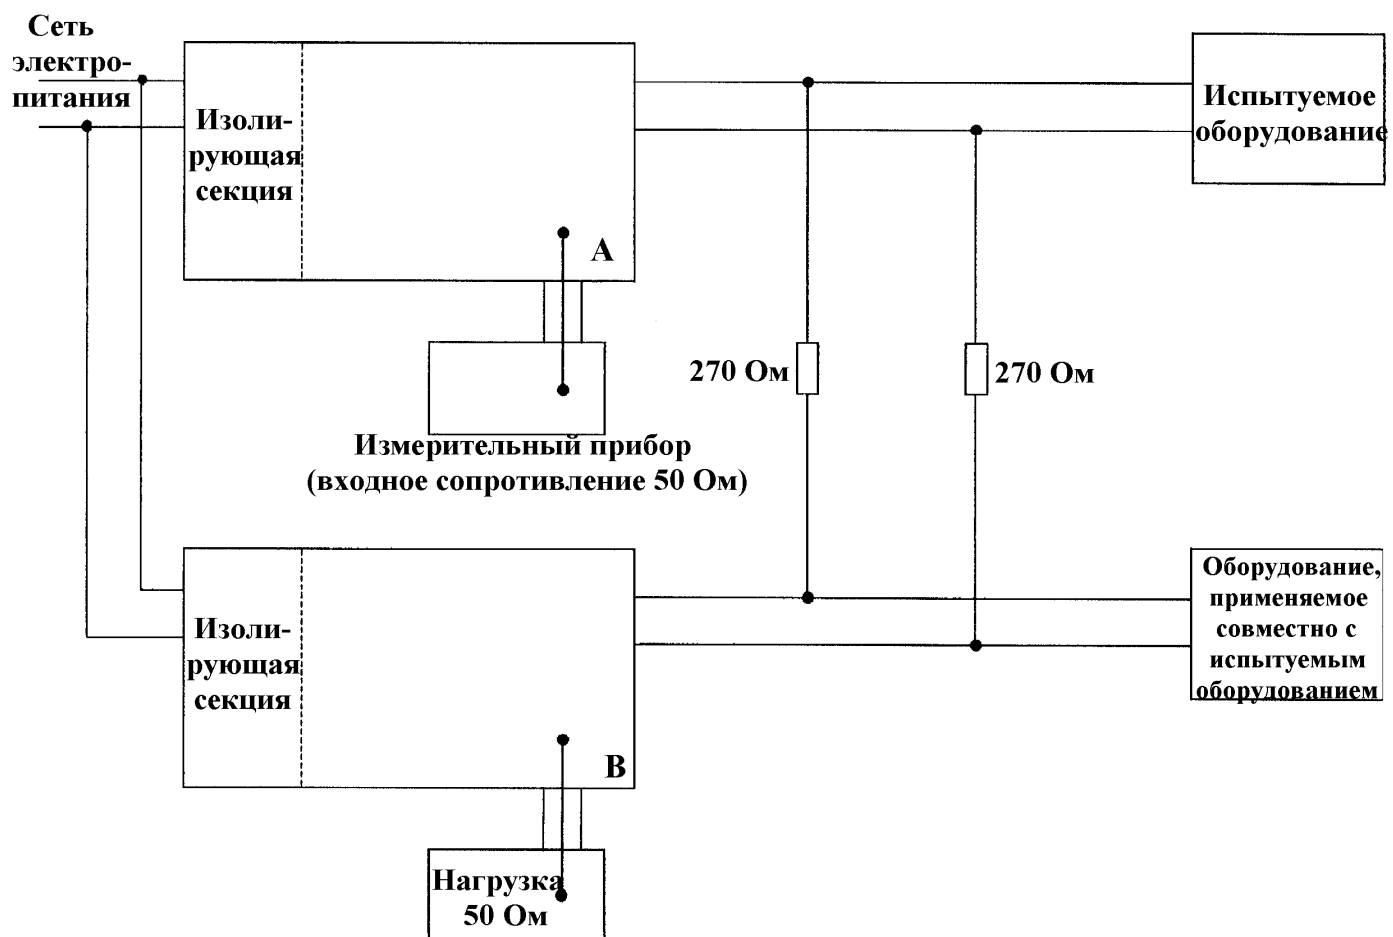 Сеть
электро-
питания
Изоли-
рующая
секция
А
Испытуемое
оборудование
270 Ом
270 Ом
Измерительный прибор
(входное сопротивление 50 Ом)
Изоли-
рующая
секция
В
Оборудование,
применяемое
совместно с
испытуемым
оборудованием
Нагрузка
50 Ом